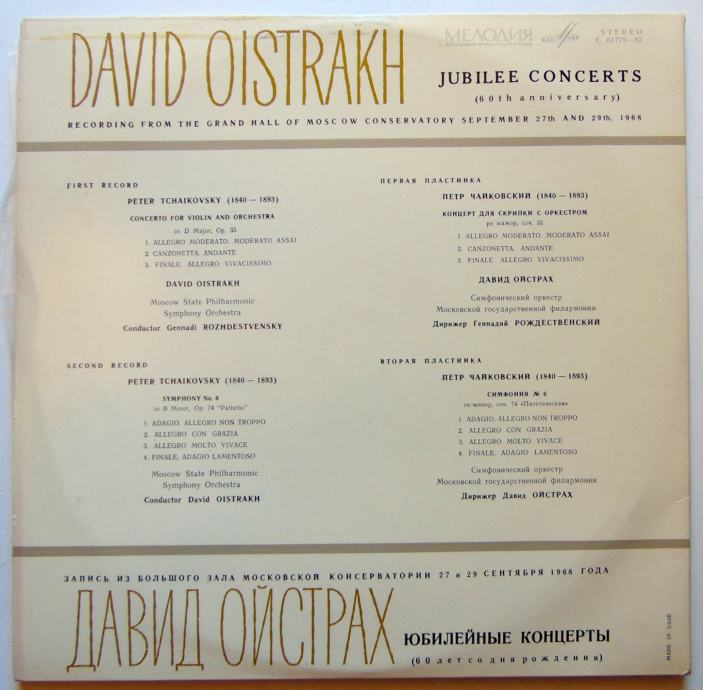 DAVID OISTRAKH
МЕЛОДИЯ
STEREO
JUBILEE CONCERTS
(60th anniversary)
RECORDING FROM THE GRAND HALL OF MOSCOW CONSERVATORY SEPTEMBER 27th AND 29th, 1968
FIRST RECORD
PETER TCHAIKOVSKY (1840 — 1893)
CONCERTO FOR VIOLIN AND ORCHESTRA
in D Major, Op. 35
1. ALLEGRO MODERATO. MODERATO ASSAI
2. CANZONETTA. ANDANTE
3. FINALE. ALLEGRO VIVACISSIMO
DAVID OISTRAKH
Moscow State Philharmonic
Symphony Orchestra
Conductor Gennadi ROZHDESTVENSKY
ПЕРВАЯ ПЛАСТИНКА
ПЕТР ЧАЙКОВСКИЙ (1840 — 1893)
КОНЦЕРТ ДЛЯ СКРИПКИ С ОРКЕСТРОМ
ре мажор, соч. 35
1. ALLEGRO MODERATO. MODERATO ASSAI
2. CANZONETTA. ANDANTE
3. FINALE. ALLEGRO VIVACISSIMO
ДАВИД ОЙСТРАХ
Симфонический оркестр
Московской государственной филармонии
Дирижер Геннадий РОЖДЕСТВЕНСКИЙ
SECOND RECORD
PETER TCHAIKOVSKY (1840 — 1893)
SYMPHONY No. 6
in B Minor, Op. 74 "Pathetic"
1. ADAGIO. ALLEGRO NON TROPPO
2. ALLEGRO CON GRAZIA
3. ALLEGRO MOLTO VIVACE
4. FINALE. ADAGIO LAMENTOSO
Moscow State Philharmonic
Symphony Orchestra
Conductor David OISTRAKH
ВТОРАЯ ПЛАСТИНКА
ПЕТР ЧАЙКОВСКИЙ (1840 — 1893)
СИМФОНИЯ № 6
си минор, соч. 74 «Патетическая»
1. ADAGIO. ALLEGRO NON TROPPO
2. ALLEGRO CON GRAZIA
3. ALLEGRO MOLTO VIVACE
4. FINALE. ADAGIO LAMENTOSO
Симфонический оркестр
Московской государственной филармонии
Дирижер Давид ОЙСТРАХ
ЗАПИСЬ ИЗ БОЛЬШОГО ЗАЛА МОСКОВСКОЙ КОНСЕРВАТОРИИ 27 и 29 СЕНТЯБРЯ 1968 ГОДА
ДАВИД ОЙСТРАХ
ЮБИЛЕЙНЫЕ КОНЦЕРТЫ
(60 лет со дня рождения)
MADE IN USSR